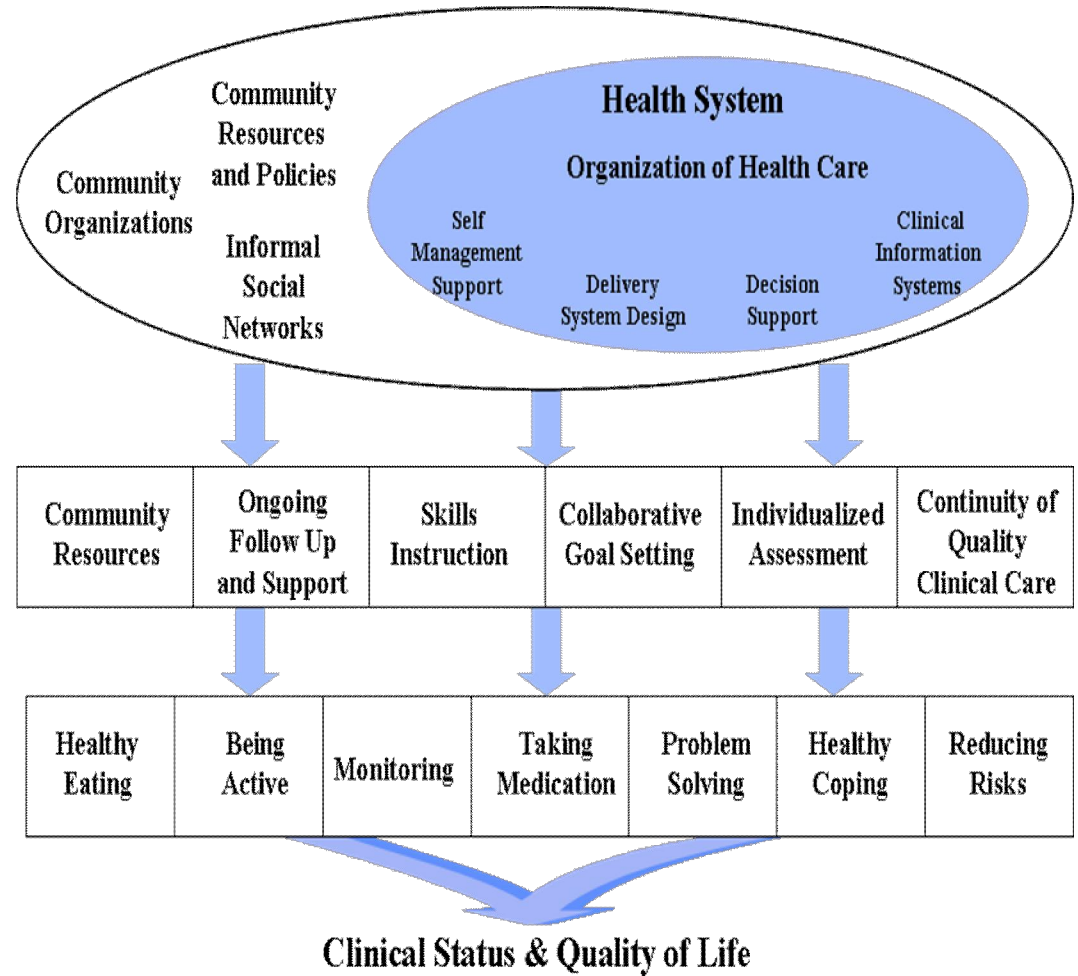 Community
Resources
and Policies
Community
Organizations
Informal
Social
Networks
Health System
Organization of Health Care
Self
Management
Support
Delivery
System Design
Decision
Support
Clinical
Information
Systems
Community
Resources
Ongoing
Follow Up
and Support
Skills
Instruction
Collaborative
Goal Setting
Individualized
Assessment
Continuity of
Quality
Clinical Care
Healthy
Eating
Being
Active
Monitoring
Taking
Medication
Problem
Solving
Healthy
Coping
Reducing
Risks
Clinical Status & Quality of Life